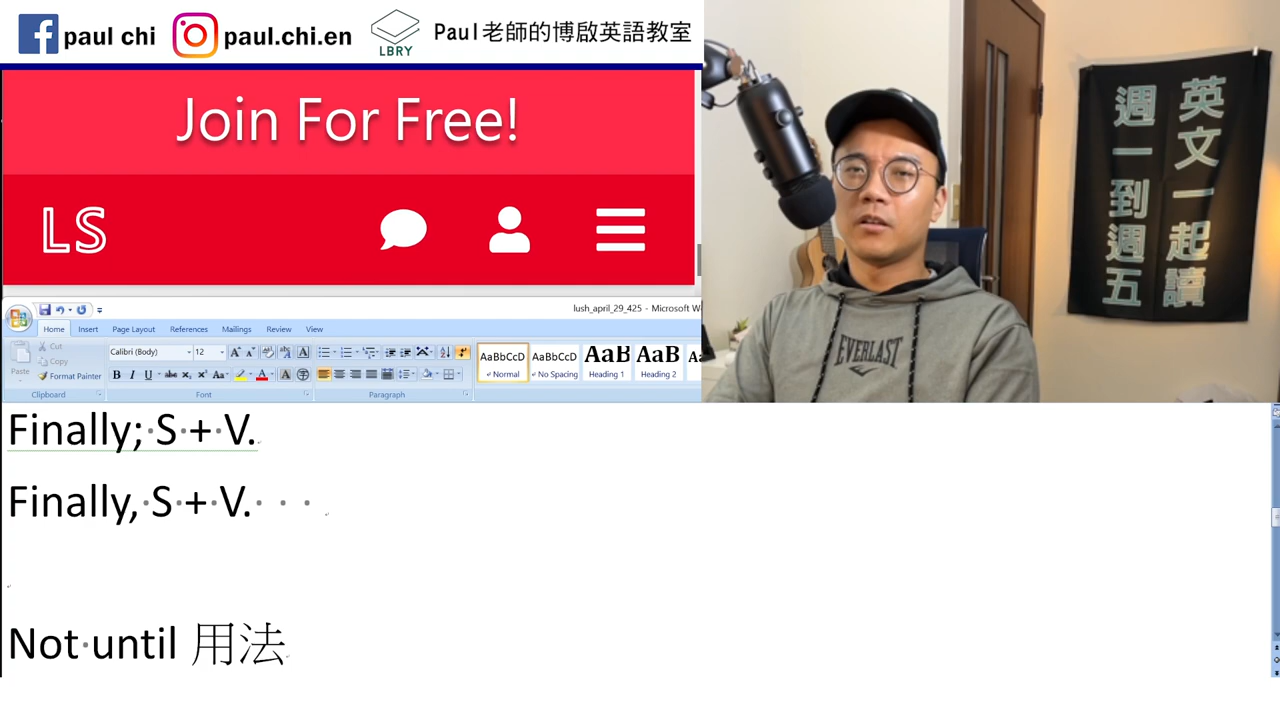 paul chi
paul.chi.en
LBRY
Paul老師的博啟英語教室
Join For Free!
LS
英文一起讀
週一到週五
EVERLAST
lush_april_29_425 - Microsoft W
Home Insert Page Layout References Mailings Review View
Paste
Cut
Copy
Format Painter
Clipboard
Calibri (Body) 12
Font
Paragraph
AaBbCcD AaBbCcD AaB AaB Aa
Normal No Spacing Heading 1 Heading 2
Finally; S + V.
Finally, S + V.
Not until 用法